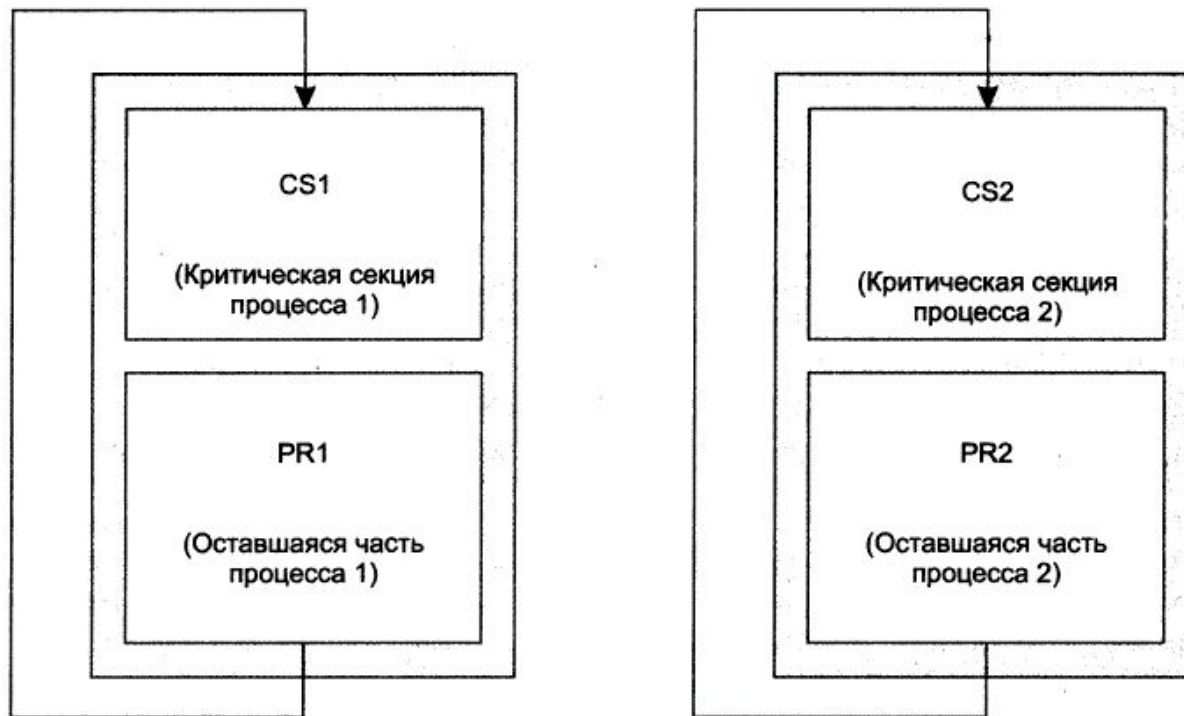 CS1
(Критическая секция
процесса 1)
PR1
(Оставшаяся часть
процесса 1)
CS2
(Критическая секция
процесса 2)
PR2
(Оставшаяся часть
процесса 2)